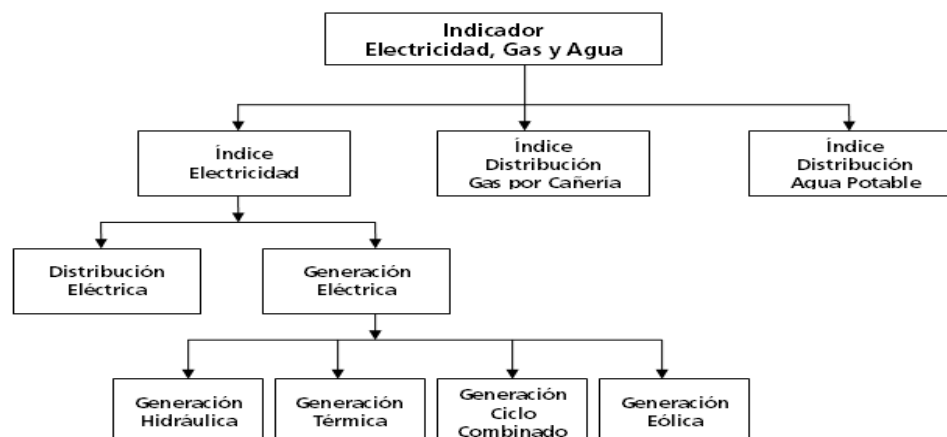 Indicador
Electricidad, Gas y Agua
Índice
Electricidad
Índice
Distribución
Gas por Cañería
Índice
Distribución
Agua Potable
Distribución
Eléctrica
Generación
Eléctrica
Generación
Hidráulica
Generación
Térmica
Generación
Ciclo
Combinado
Generación
Eólica